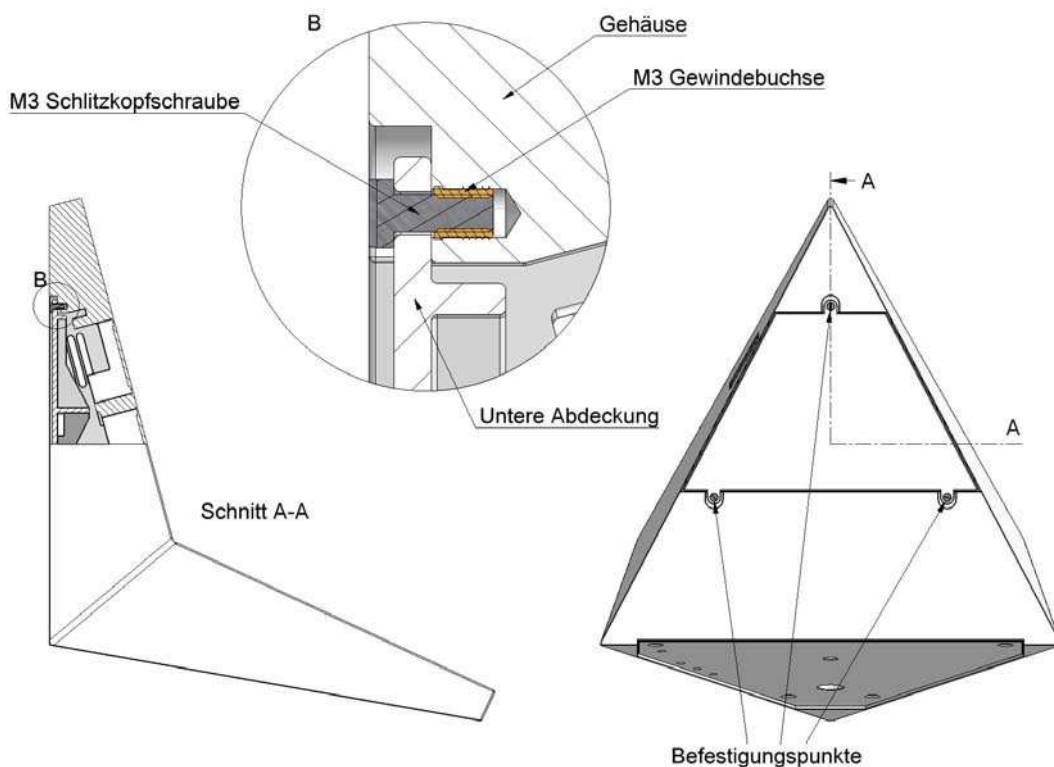 B
Gehäuse
M3 Gewindebuchse
M3 Schlitzkopfschraube
A
B
A
Untere Abdeckung
Schnitt A-A
Befestigungspunkte